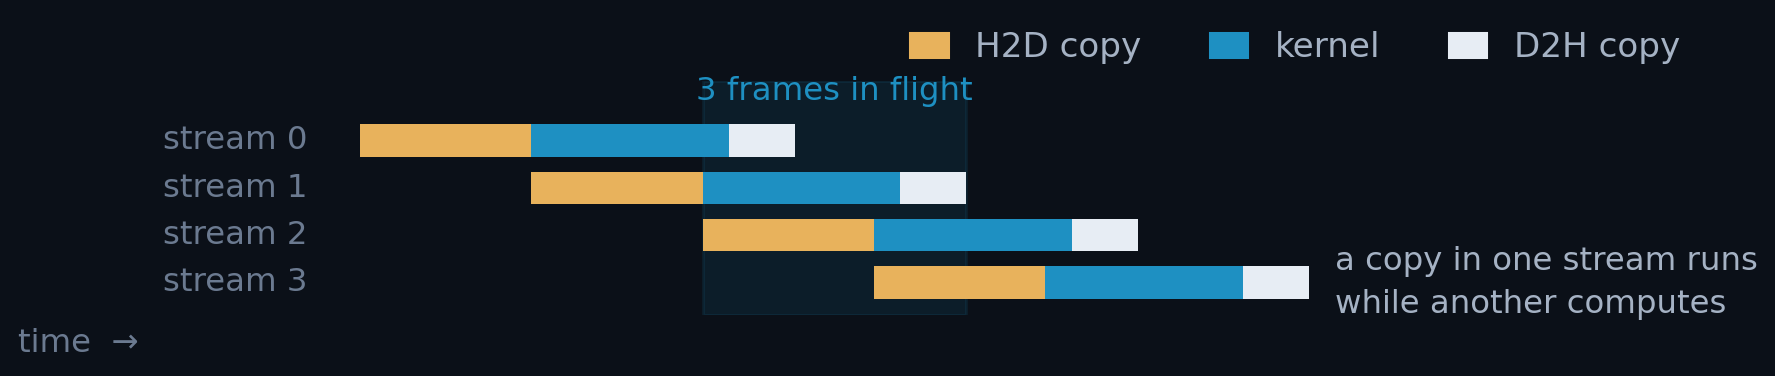 H2D copy
kernel
D2H copy
3 frames in flight
stream 0
stream 1
stream 2
stream 3
a copy in one stream runs
while another computes
time →